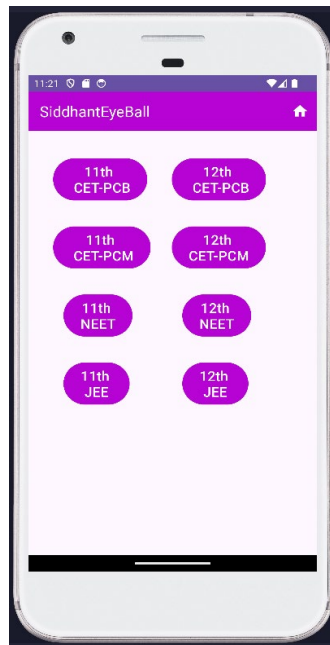 11:21
SiddhantEyeBall
11th
CET-PCB
12th
CET-PCB
11th
CET-PCM
12th
CET-PCM
11th
NEET
12th
NEET
11th
JEE
12th
JEE